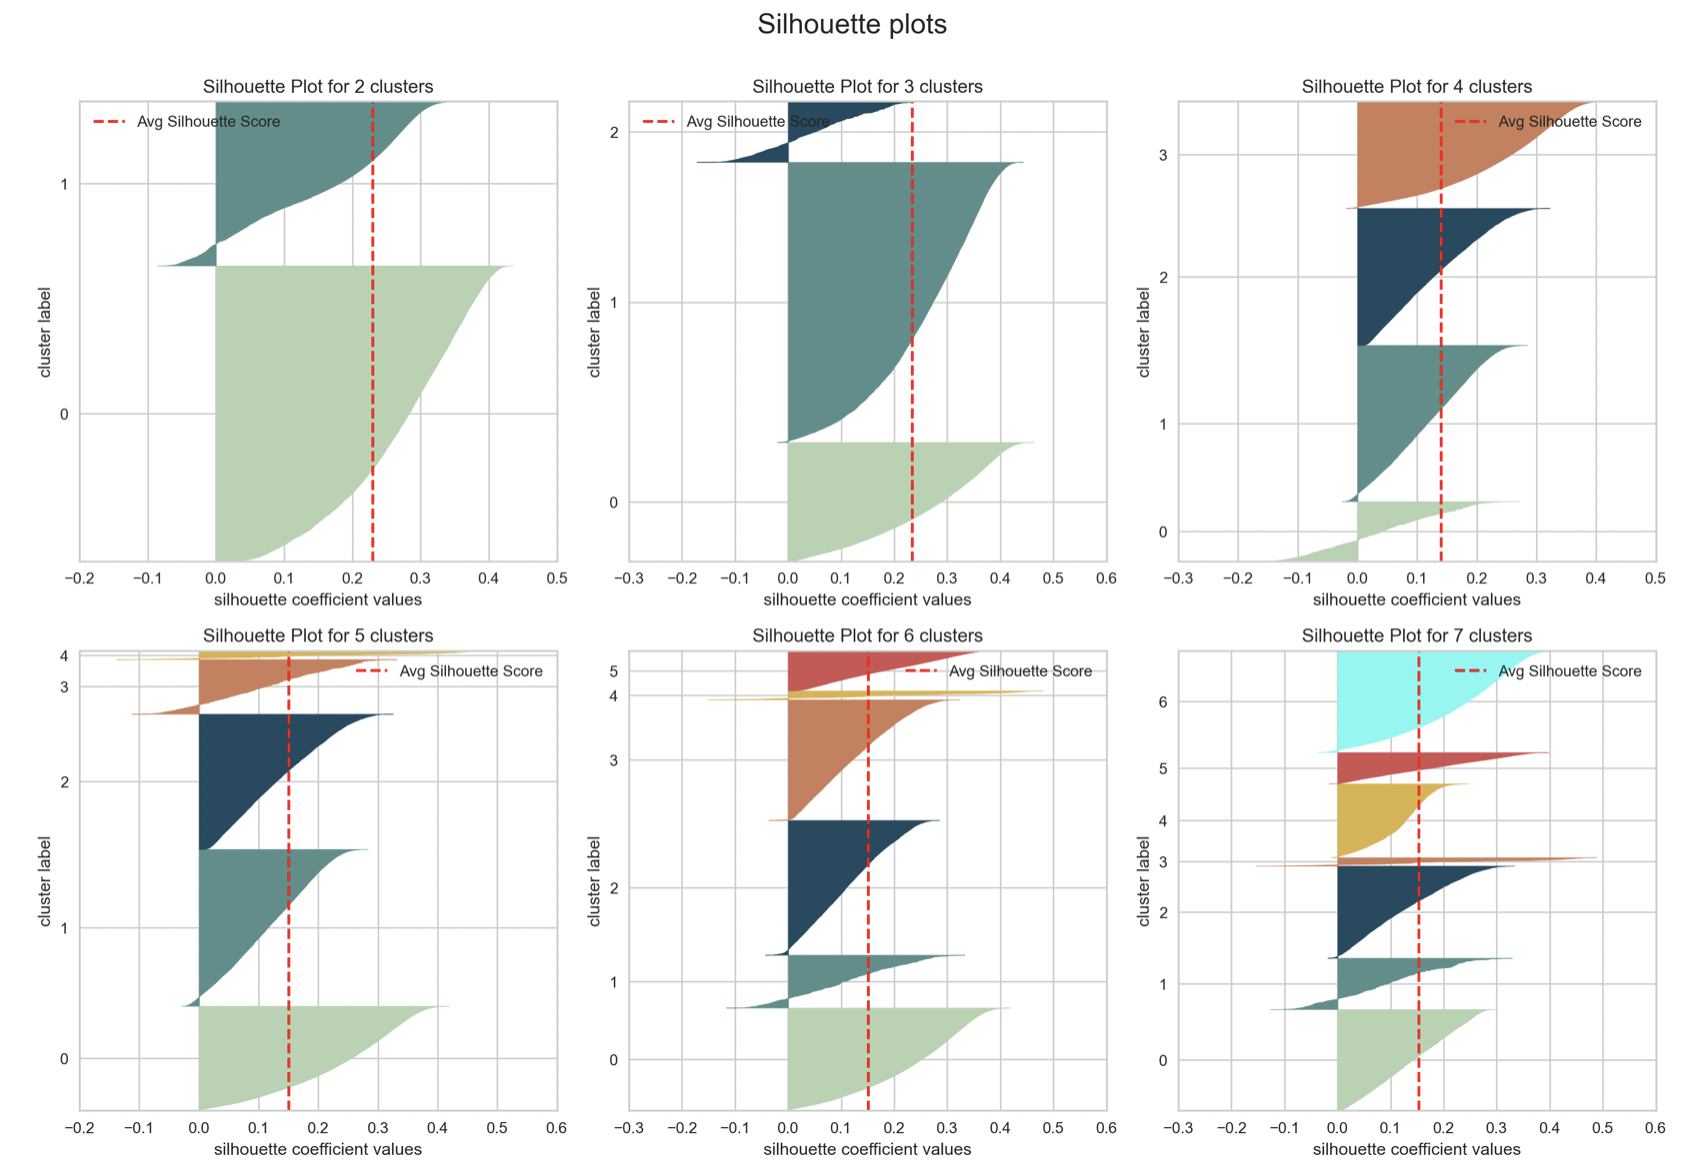 Silhouette plots
Silhouette Plot for 2 clusters
Avg Silhouette Score
cluster label
1
0
−0.2 −0.1 0.0 0.1 0.2 0.3 0.4 0.5
silhouette coefficient values
Silhouette Plot for 3 clusters
Avg Silhouette Score
cluster label
2
1
0
−0.3 −0.2 −0.1 0.0 0.1 0.2 0.3 0.4 0.5 0.6
silhouette coefficient values
Silhouette Plot for 4 clusters
Avg Silhouette Score
cluster label
3
2
1
0
−0.3 −0.2 −0.1 0.0 0.1 0.2 0.3 0.4 0.5
silhouette coefficient values
Silhouette Plot for 5 clusters
Avg Silhouette Score
cluster label
4
3
2
1
0
−0.2 −0.1 0.0 0.1 0.2 0.3 0.4 0.5 0.6
silhouette coefficient values
Silhouette Plot for 6 clusters
Avg Silhouette Score
cluster label
5
4
3
2
1
0
−0.3 −0.2 −0.1 0.0 0.1 0.2 0.3 0.4 0.5 0.6
silhouette coefficient values
Silhouette Plot for 7 clusters
Avg Silhouette Score
cluster label
6
5
4
3
2
1
0
−0.3 −0.2 −0.1 0.0 0.1 0.2 0.3 0.4 0.5 0.6
silhouette coefficient values